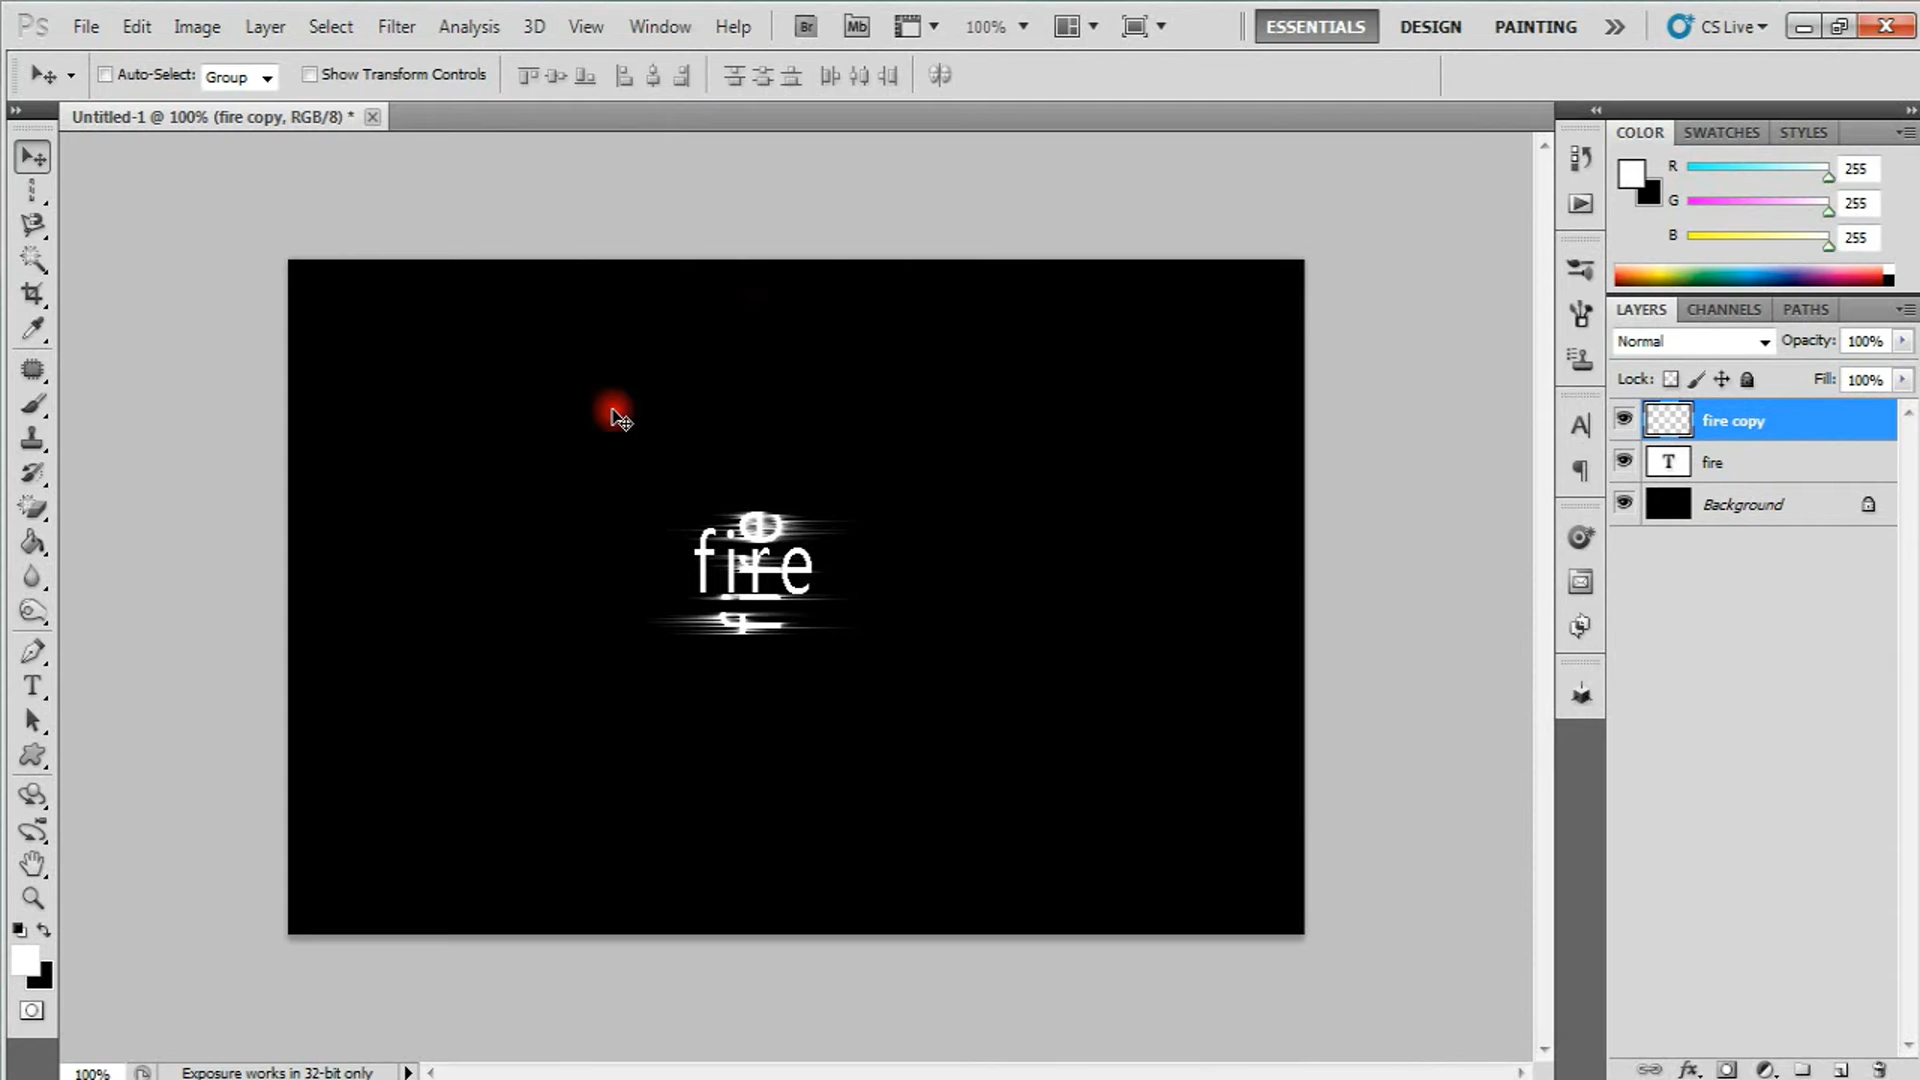 Ps File Edit Image Layer Select Analysis Filter 3D View Window Help Br Mb 100% ESSENTIALS DESIGN PAINTING CS Live
Auto-Select: Group Show Transform Controls
Untitled-1 @ 100% (fire copy, RGB/8) *
COLOR SWATCHES STYLES
R 255
G 255
B 255
LAYERS CHANNELS PATHS
Normal Opacity: 100%
Lock: Fill: 100%
fire copy
T fire
Background
fire
100% Exposure works in 32-bit only